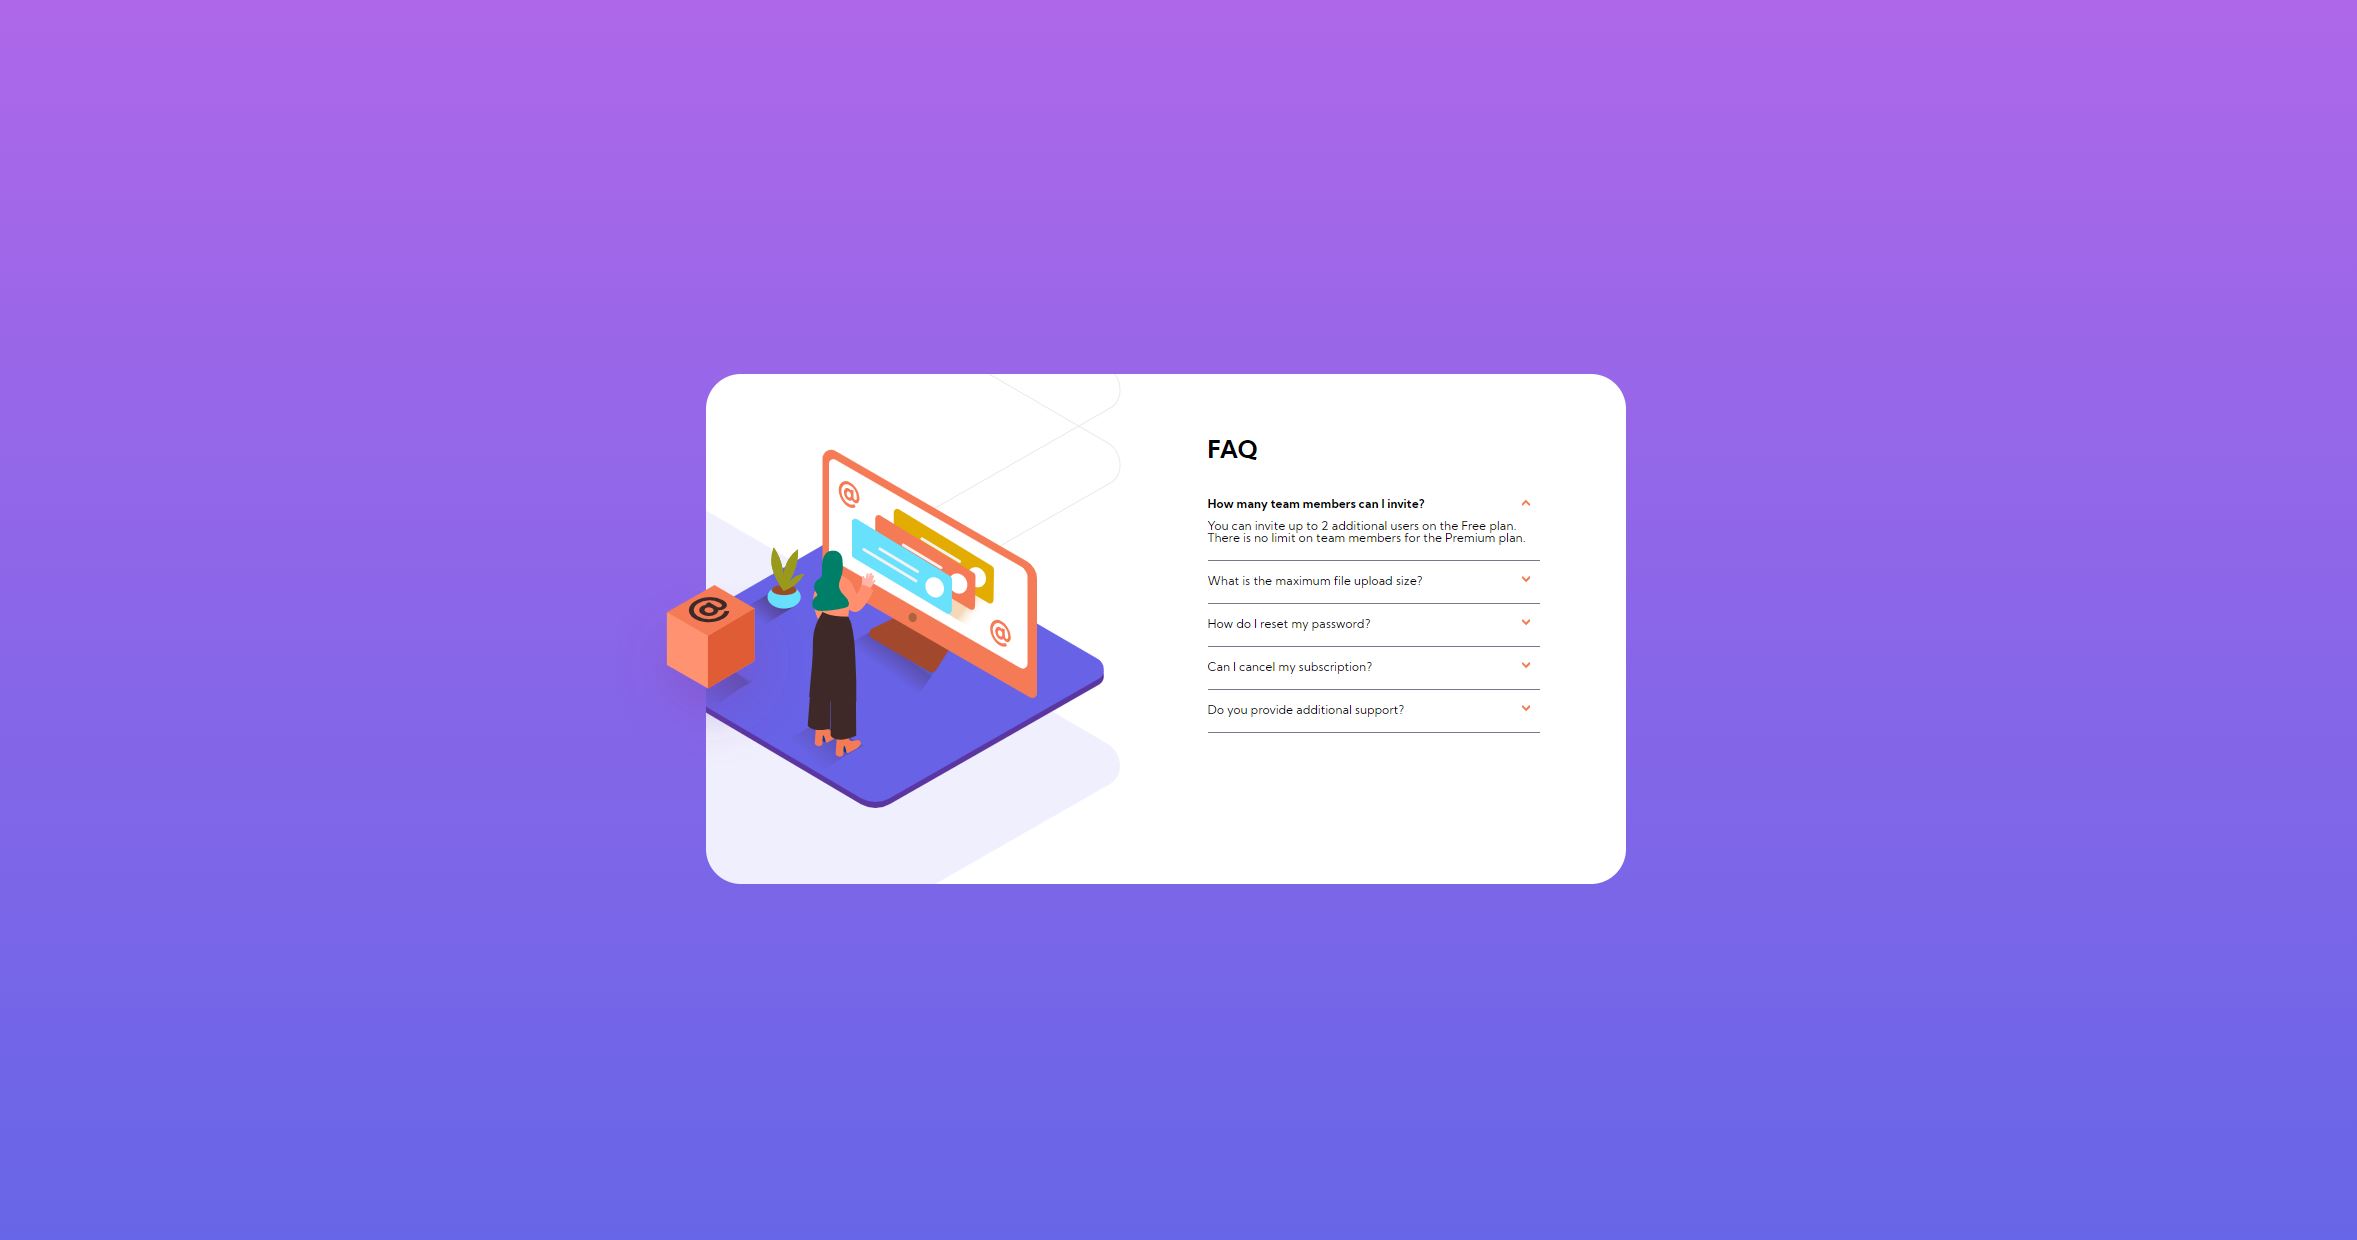 FAQ
How many team members can I invite?
You can invite up to 2 additional users on the Free plan.
There is no limit on team members for the Premium plan.
What is the maximum file upload size?
How do I reset my password?
Can I cancel my subscription?
Do you provide additional support?
@
@
@